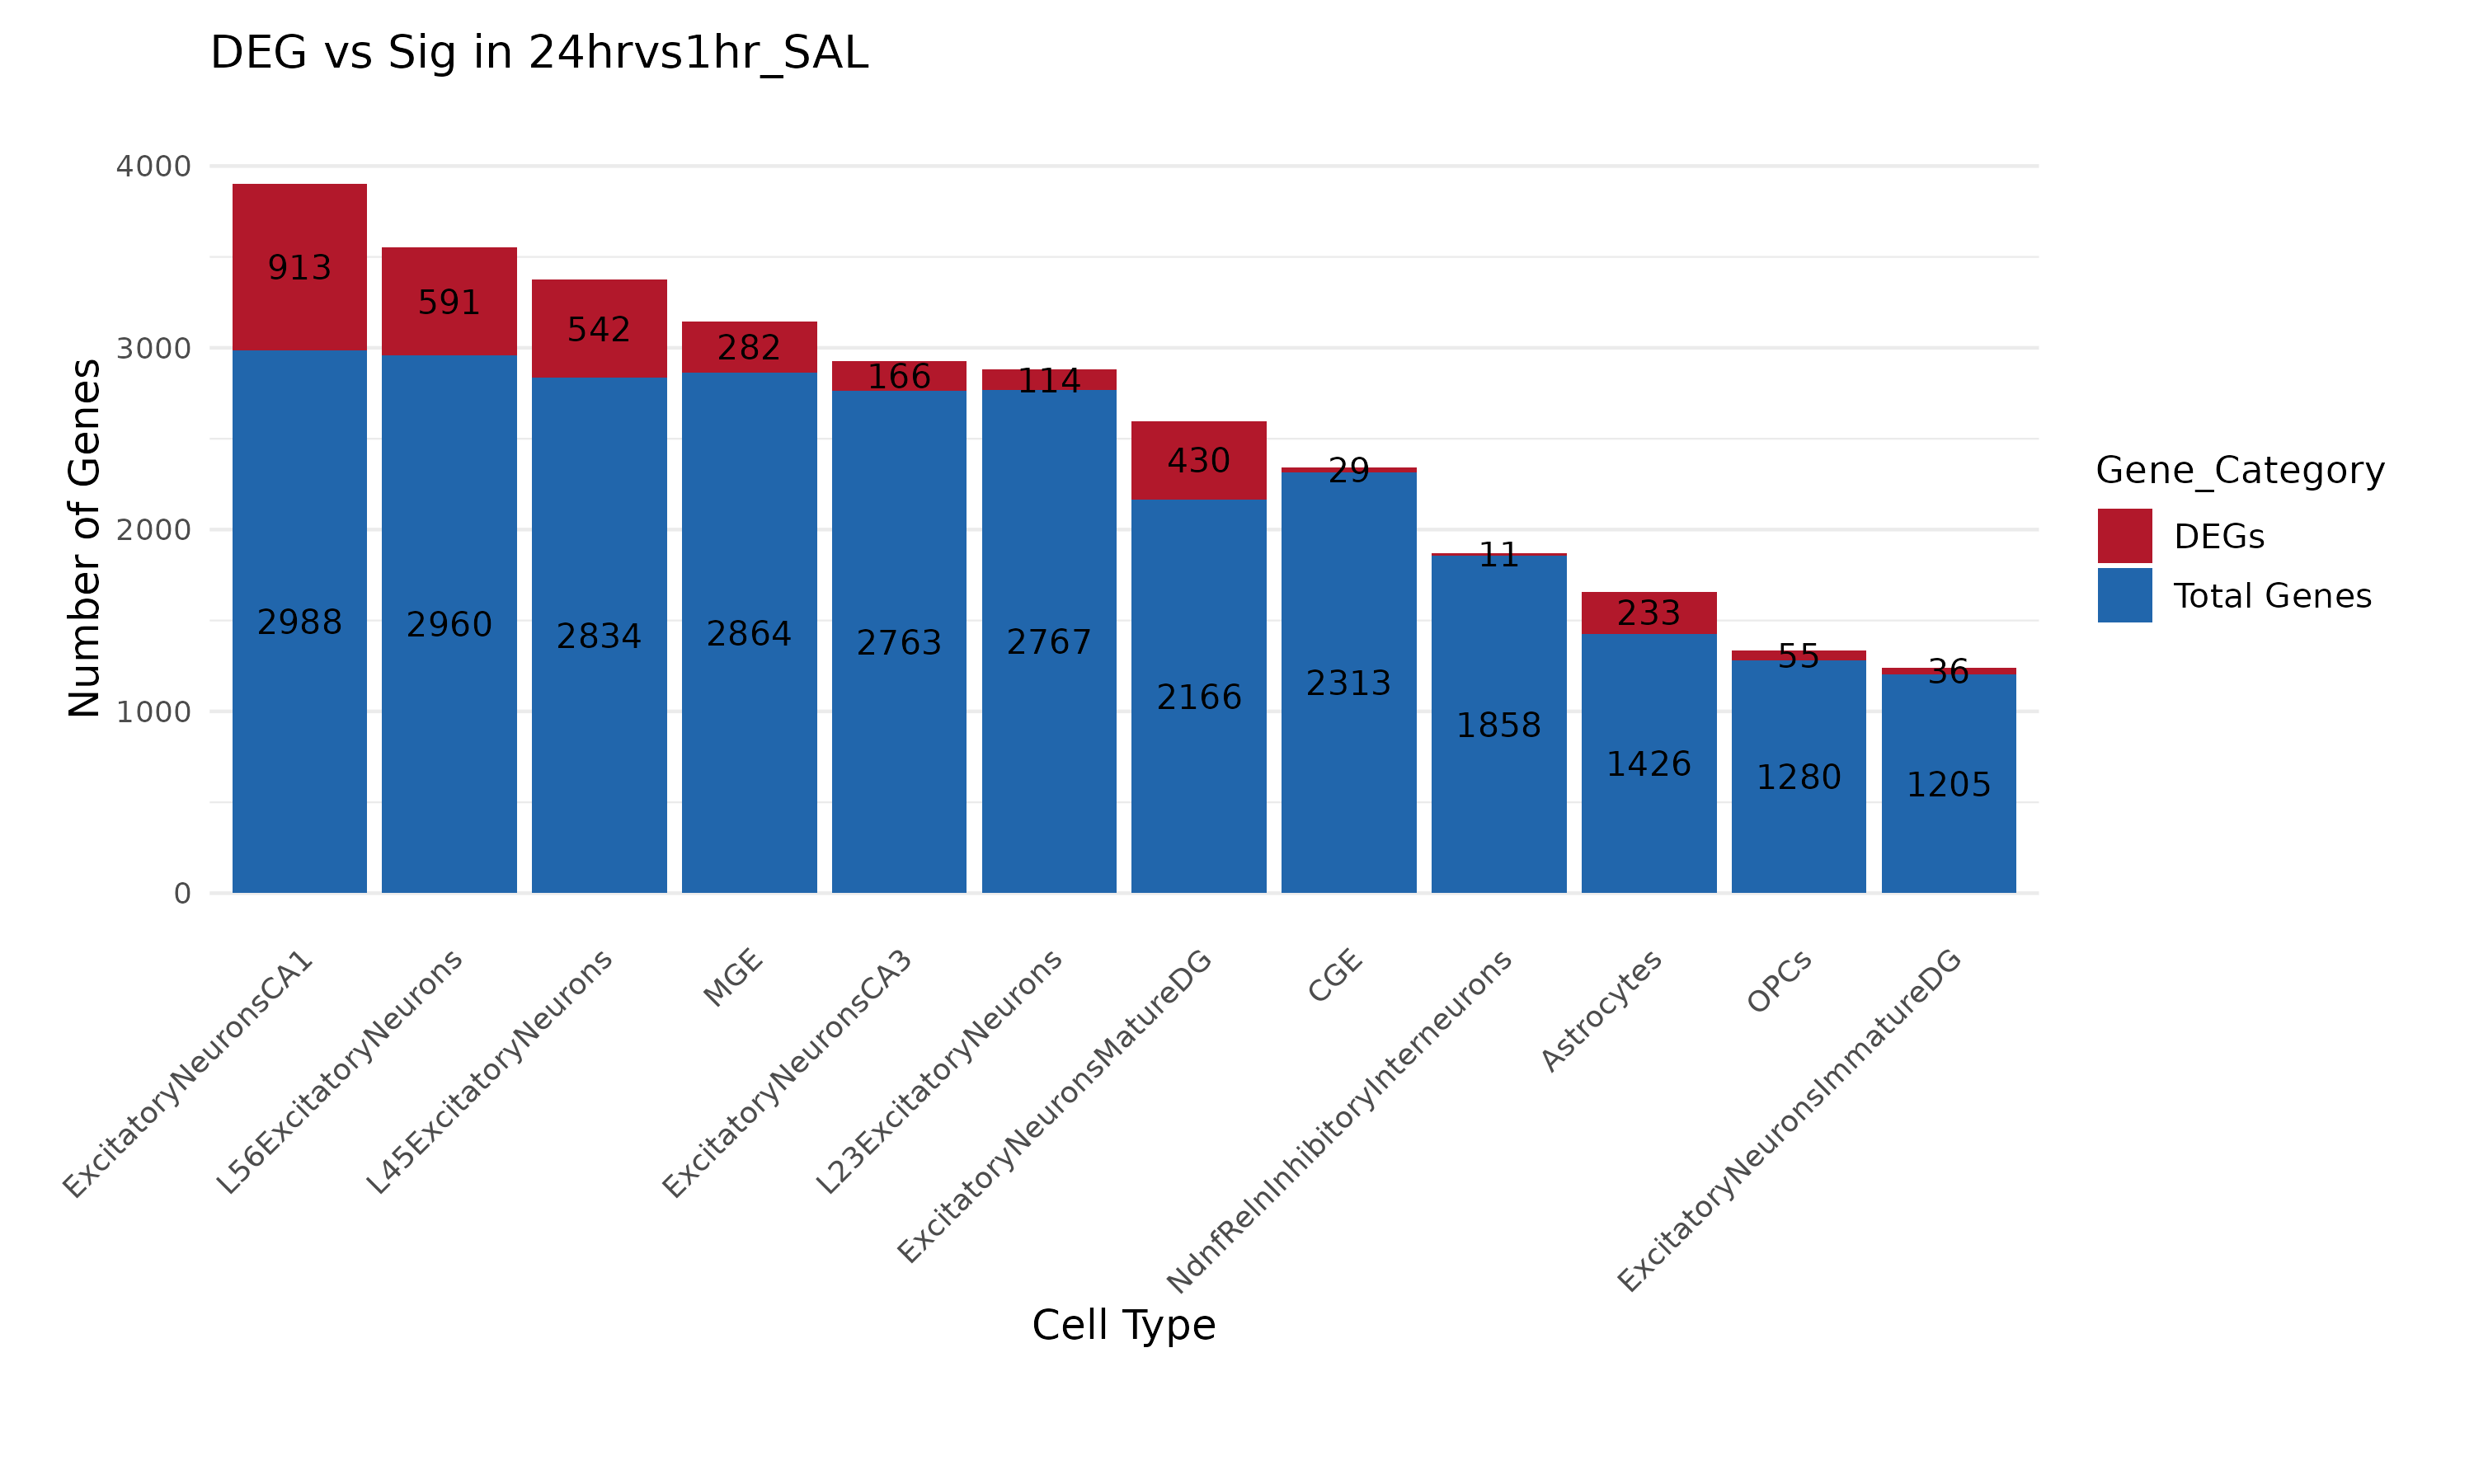 DEG vs Sig in 24hrvs1hr_SAL
Number of Genes
4000
3000
2000
1000
0
913
591
542
282
166
114
430
29
11
233
55
36
2988
2960
2834
2864
2763
2767
2166
2313
1858
1426
1280
1205
ExcitatoryNeuronsCA1
L56ExcitatoryNeurons
L45ExcitatoryNeurons
MGE
ExcitatoryNeuronsCA3
L23ExcitatoryNeurons
ExcitatoryNeuronsMatureDG
CGE
NdnfRelnInhibitoryInterneurons
Astrocytes
OPCs
ExcitatoryNeuronsImmatureDG
Cell Type
Gene_Category
DEGs
Total Genes